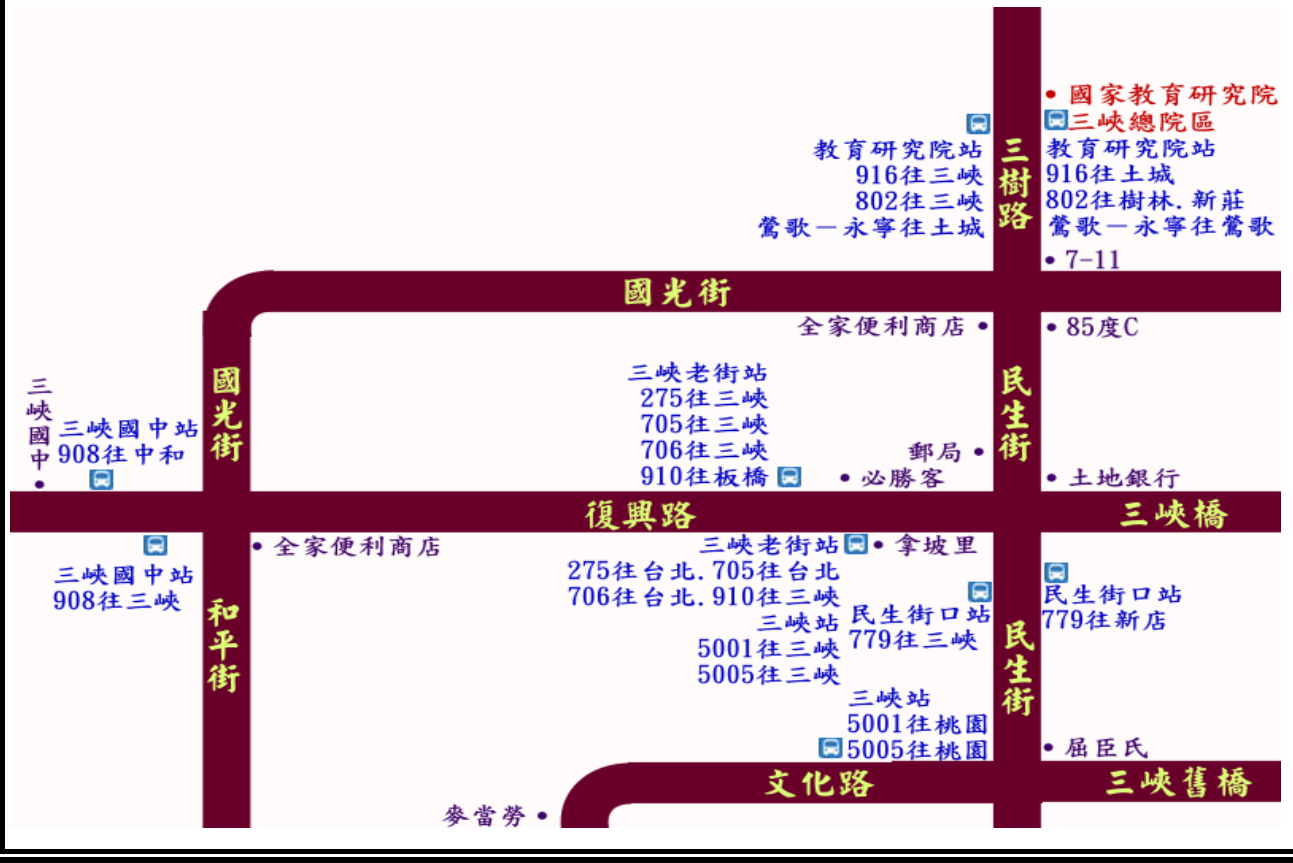 • 國家教育研究院
三峽總院區
教育研究院站
916往三峽
802往三峽
鶯歌－永寧往土城
三樹路
教育研究院站
916往土城
802往樹林.新莊
鶯歌－永寧往鶯歌
• 7-11
國光街
全家便利商店 •
• 85度C
三峽國中 •
三峽國中站
908往中和
國光街
三峽老街站
275往三峽
705往三峽
706往三峽
910往板橋
郵局 •
• 必勝客
民生街
• 土地銀行
復興路
三峽橋
三峽國中站
908往三峽
• 全家便利商店
和平街
三峽老街站
• 拿坡里
275往台北.705往台北
706往台北.910往三峽
三峽站
5001往三峽
5005往三峽
民生街口站
779往三峽
民生街口站
779往新店
民生街
三峽站
5001往桃園
5005往桃園
• 屈臣氏
文化路
三峽舊橋
麥當勞 •